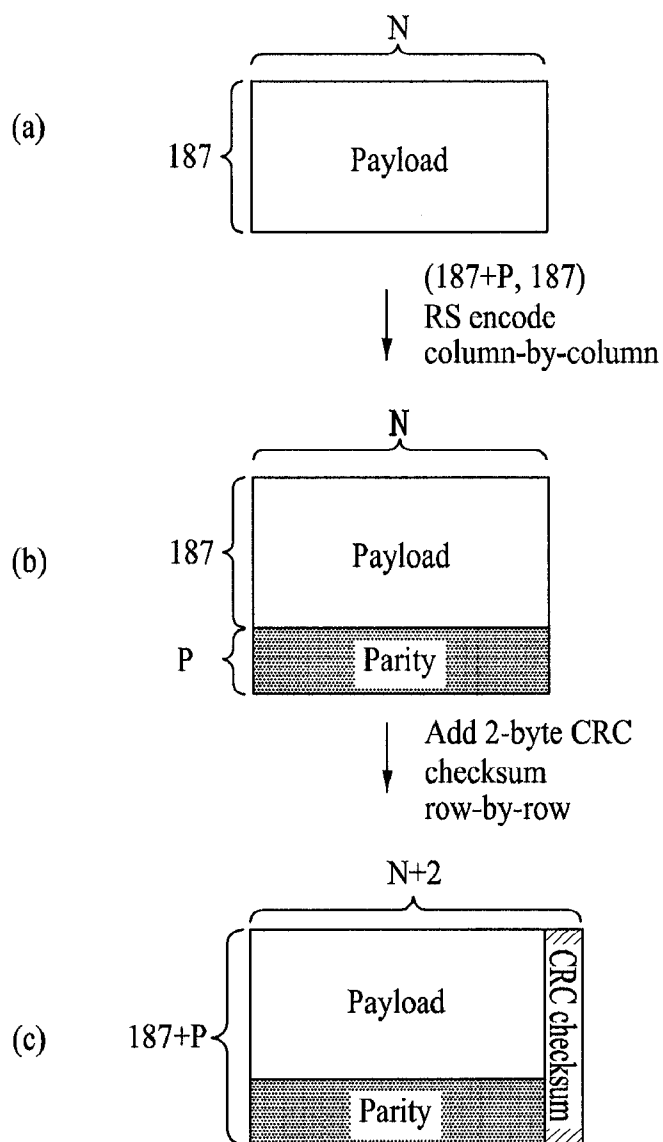 N
(a)
187
Payload
(187+P, 187)
RS encode
column-by-column
N
(b)
187
Payload
P
Parity
Add 2-byte CRC
checksum
row-by-row
N+2
(c)
187+P
Payload
CRC checksum
Parity